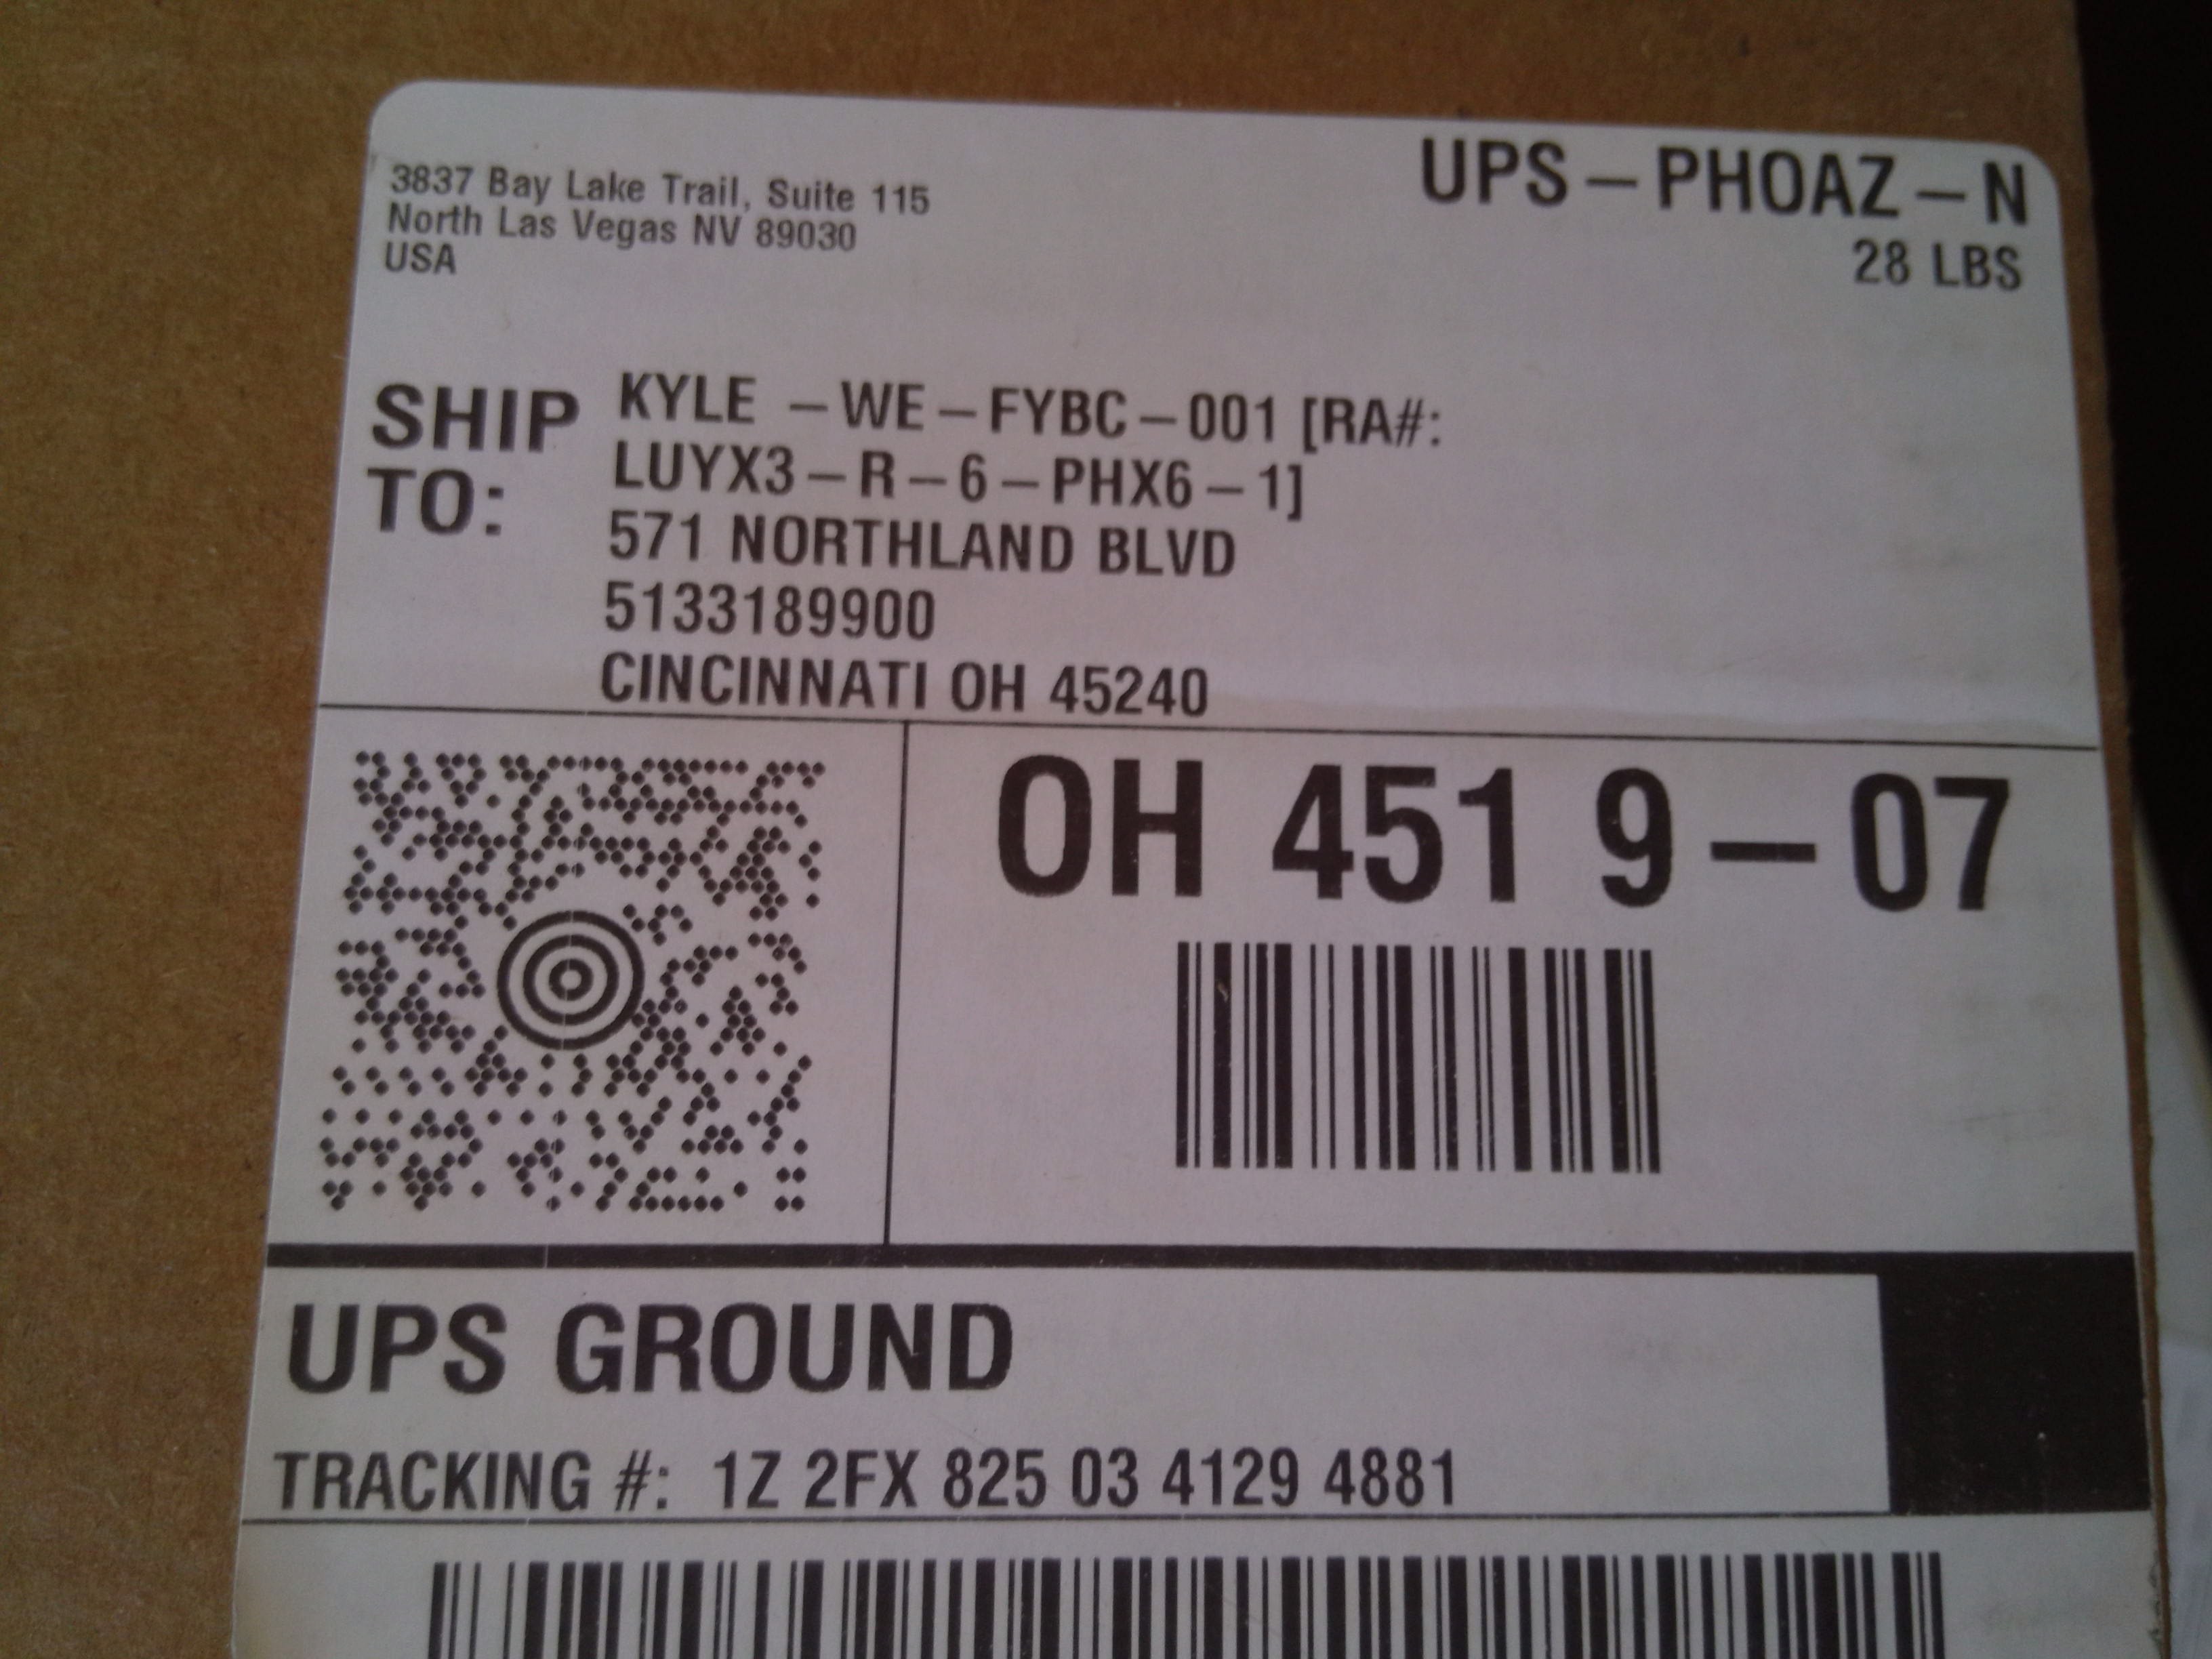 3837 Bay Lake Trail, Suite 115
North Las Vegas NV 89030
USA
UPS-PHOAZ-N
28 LBS
SHIP TO:
KYLE -WE-FYBC-001 [RA#:
LUYX3-R-6-PHX6-1]
571 NORTHLAND BLVD
5133189900
CINCINNATI OH 45240
OH 451 9-07
UPS GROUND
TRACKING #: 1Z 2FX 825 03 4129 4881